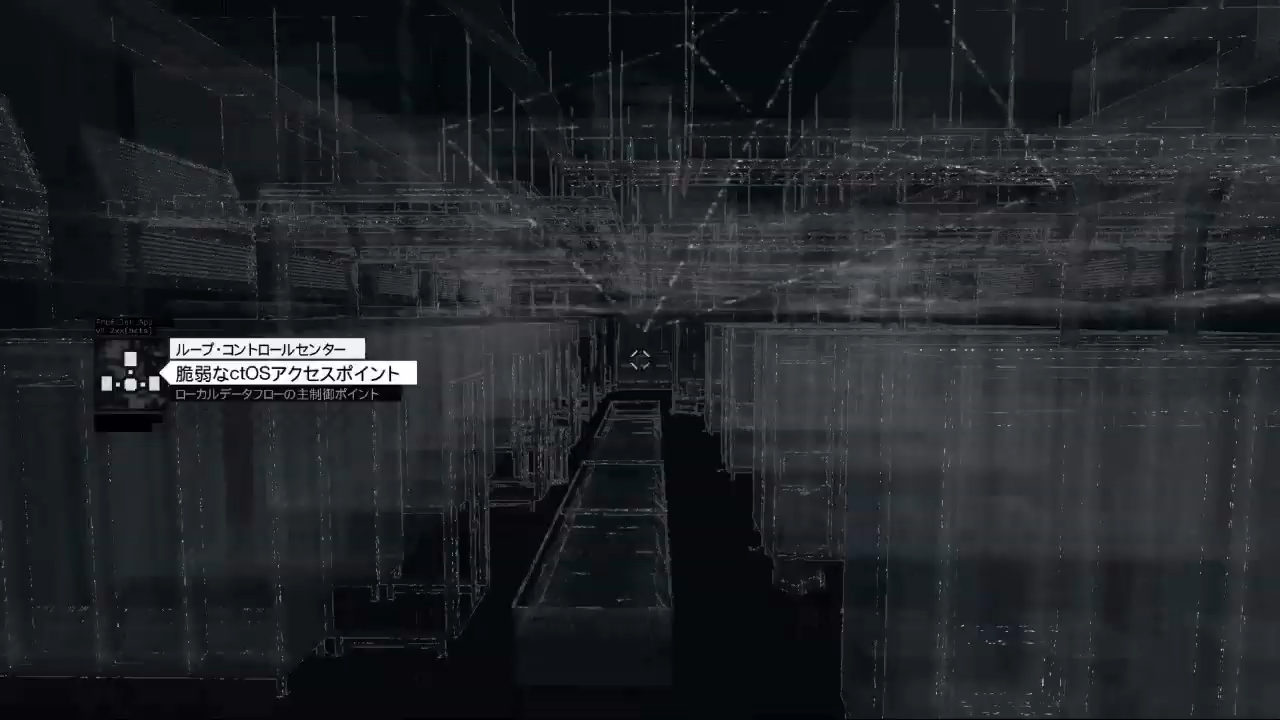 Profiler App
ループ・コントロールセンター
脆弱なctOSアクセスポイント
ローカルデータフローの主制御ポイント